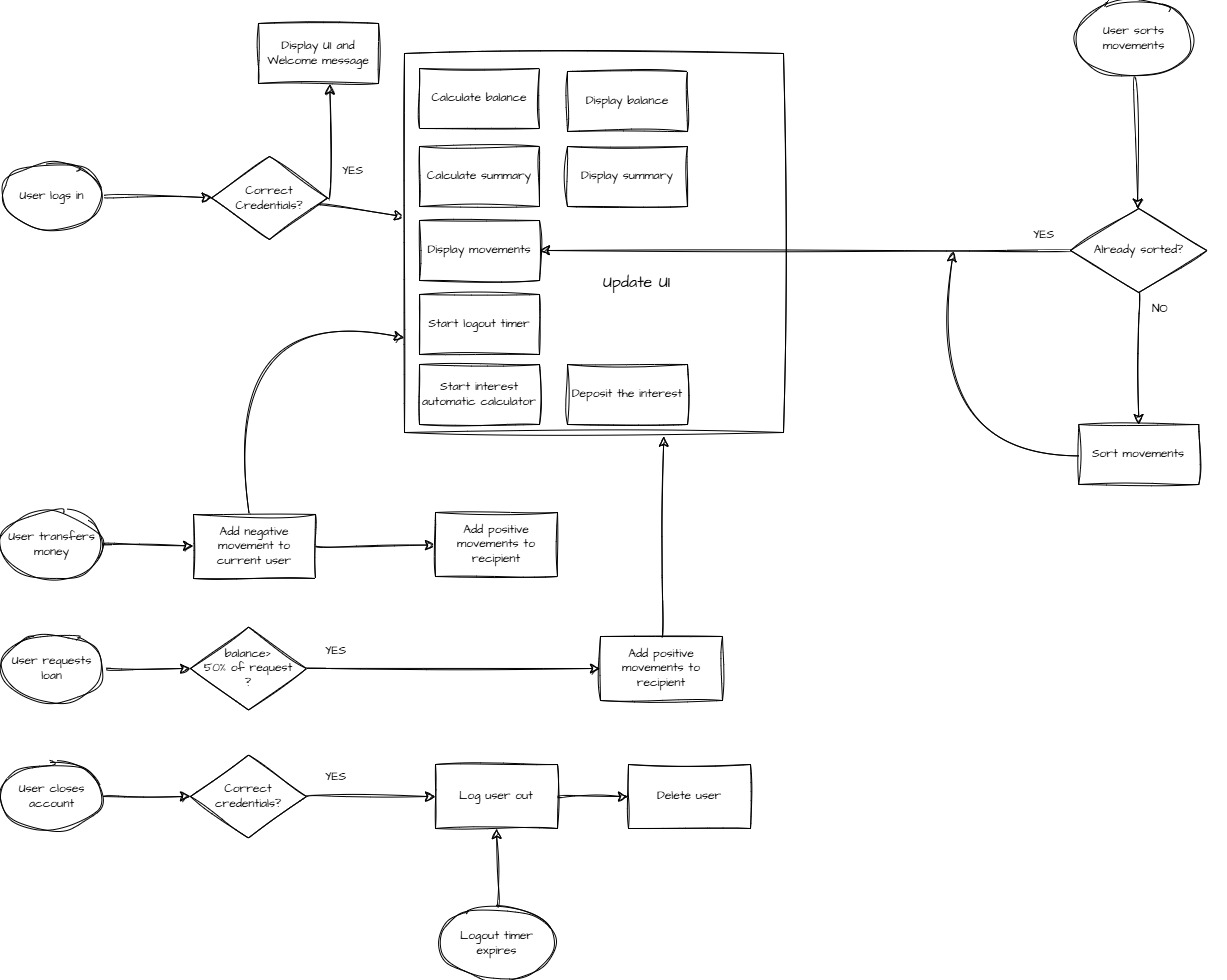 User sorts
movements
Display UI and
Welcome message
Calculate balance
Display balance
YES
Calculate summary
Display summary
User logs in
Correct
Credentials?
Display movements
YES
Already sorted?
Update UI
NO
Start logout timer
Start interest
automatic calculator
Deposit the interest
Sort movements
User transfers
money
Add negative
movement to
current user
Add positive
movements to
recipient
User requests
loan
balance>
50% of request
?
YES
Add positive
movements to
recipient
User closes
account
Correct
credentials?
YES
Log user out
Delete user
Logout timer
expires